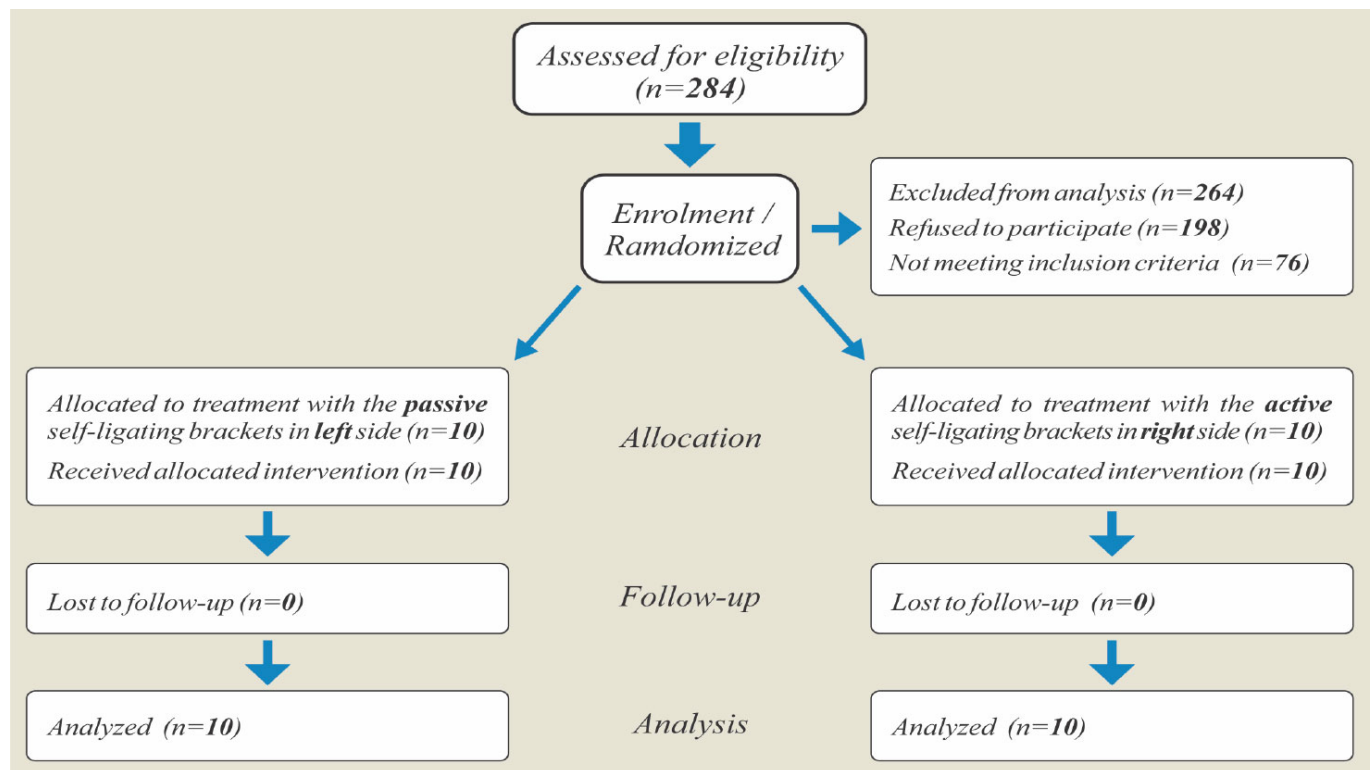 Assessed for eligibility
(n=284)
Enrolment /
Ramdomized
Excluded from analysis (n=264)
Refused to participate (n=198)
Not meeting inclusion criteria (n=76)
Allocated to treatment with the passive
self-ligating brackets in left side (n=10)
Received allocated intervention (n=10)
Allocation
Allocated to treatment with the active
self-ligating brackets in right side (n=10)
Received allocated intervention (n=10)
Lost to follow-up (n=0)
Follow-up
Lost to follow-up (n=0)
Analyzed (n=10)
Analysis
Analyzed (n=10)